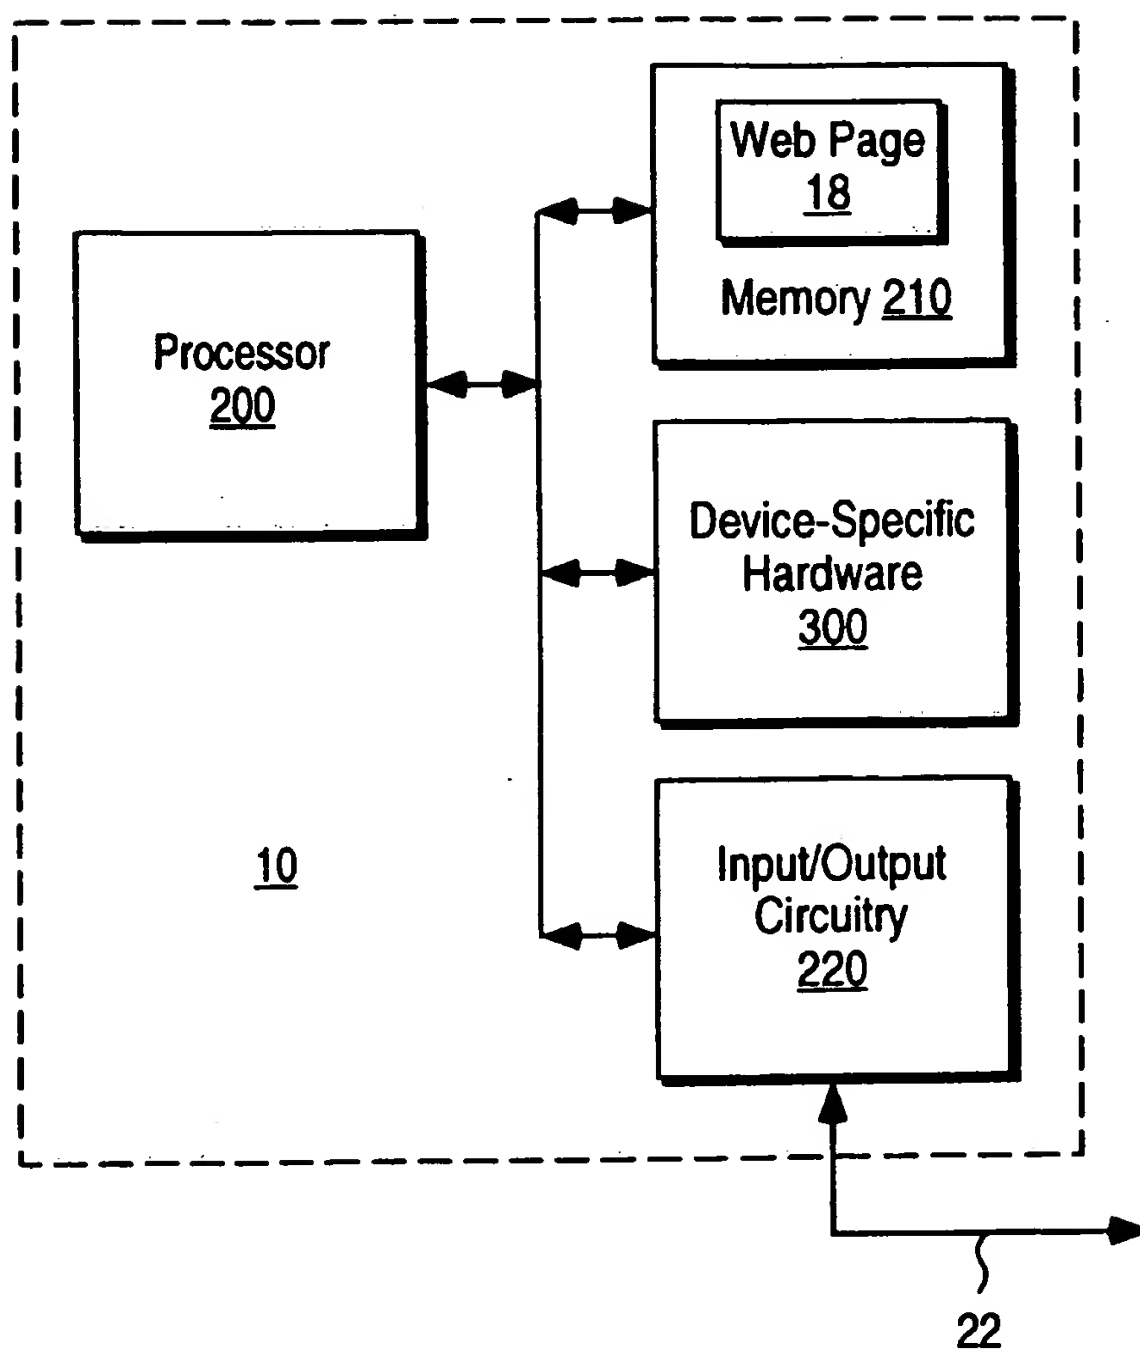 Web Page
18
Memory 210
Processor
200
Device-Specific
Hardware
300
10
Input/Output
Circuitry
220
22